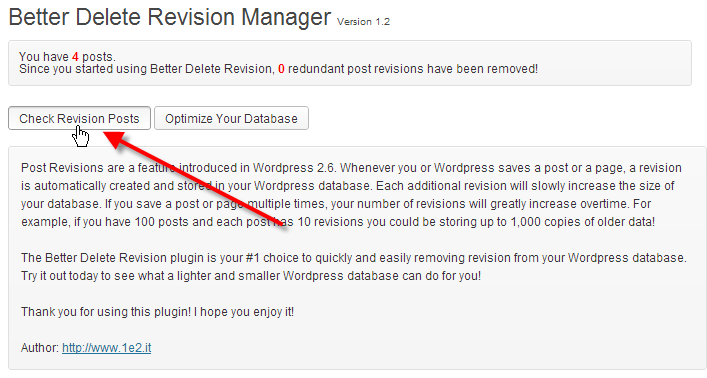 Better Delete Revision Manager Version 1.2
You have 4 posts.
Since you started using Better Delete Revision, 0 redundant post revisions have been removed!
Check Revision Posts Optimize Your Database
Post Revisions are a feature introduced in Wordpress 2.6. Whenever you or Wordpress saves a post or a page, a revision
is automatically created and stored in your Wordpress database. Each additional revision will slowly increase the size of
your database. If you save a post or page multiple times, your number of revisions will greatly increase overtime. For
example, if you have 100 posts and each post has 10 revisions you could be storing up to 1,000 copies of older data!
The Better Delete Revision plugin is your #1 choice to quickly and easily removing revision from your Wordpress database.
Try it out today to see what a lighter and smaller Wordpress database can do for you!
Thank you for using this plugin! I hope you enjoy it!
Author: http://www.1e2.it